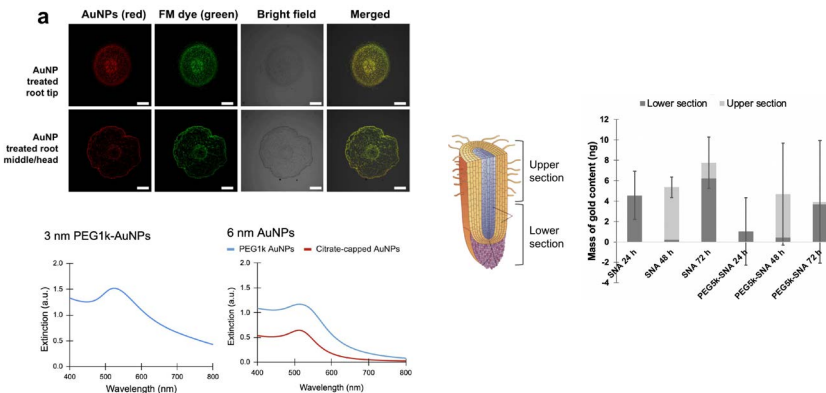 a
AuNPs (red) FM dye (green) Bright field Merged
AuNP
treated
root tip
AuNP
treated root
middle/head
3 nm PEG1k-AuNPs
Extinction (a.u.)
2.0
1.5
1.0
0.5
0.0
400 500 600 700 800
Wavelength (nm)
6 nm AuNPs
PEG1k AuNPs Citrate-capped AuNPs
Extinction (a.u.)
2.0
1.5
1.0
0.5
0.0
400 500 600 700 800
Wavelength (nm)
Upper
section
Lower
section
Lower section Upper section
Mass of gold content (ng)
12
10
8
6
4
2
0
-2
-4
SNA 24 h
SNA 48 h
SNA 72 h
PEG5k-SNA 24 h
PEG5k-SNA 48 h
PEG5k-SNA 72 h